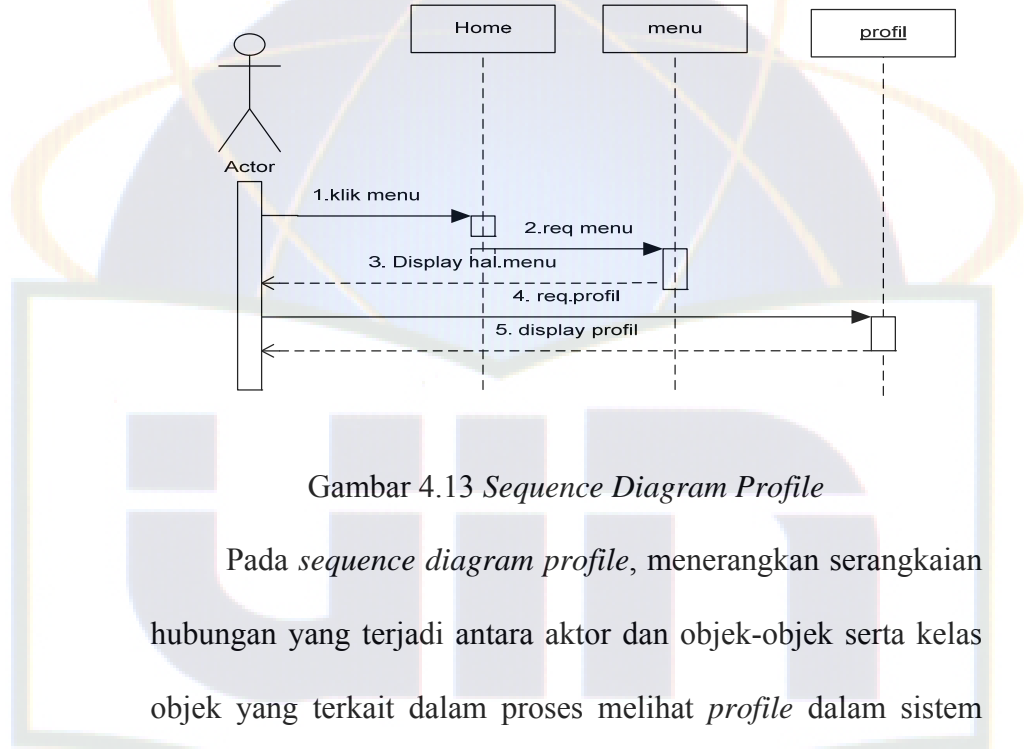 Home
menu
profil
Actor
1.klik menu
2.req menu
3. Display hal.menu
4. req.profil
5. display profil
Gambar 4.13 Sequence Diagram Profile
Pada sequence diagram profile, menerangkan serangkaian
hubungan yang terjadi antara aktor dan objek-objek serta kelas
objek yang terkait dalam proses melihat profile dalam sistem
uin